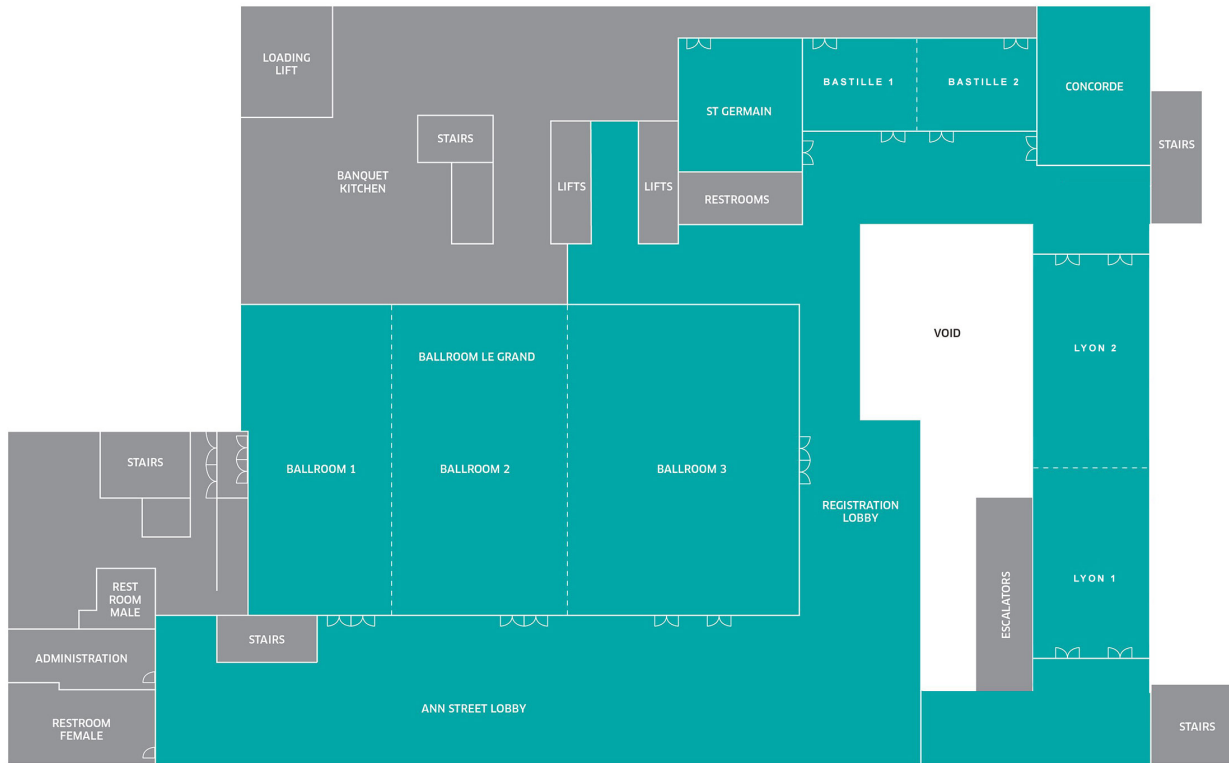 LOADING
LIFT
BASTILLE 1
BASTILLE 2
CONCORDE
ST GERMAIN
STAIRS
STAIRS
BANQUET
KITCHEN
LIFTS
LIFTS
RESTROOMS
VOID
LYON 2
BALLROOM LE GRAND
STAIRS
BALLROOM 1
BALLROOM 2
BALLROOM 3
REGISTRATION
LOBBY
ESCALATORS
LYON 1
REST
ROOM
MALE
STAIRS
ADMINISTRATION
ANN STREET LOBBY
RESTROOM
FEMALE
STAIRS